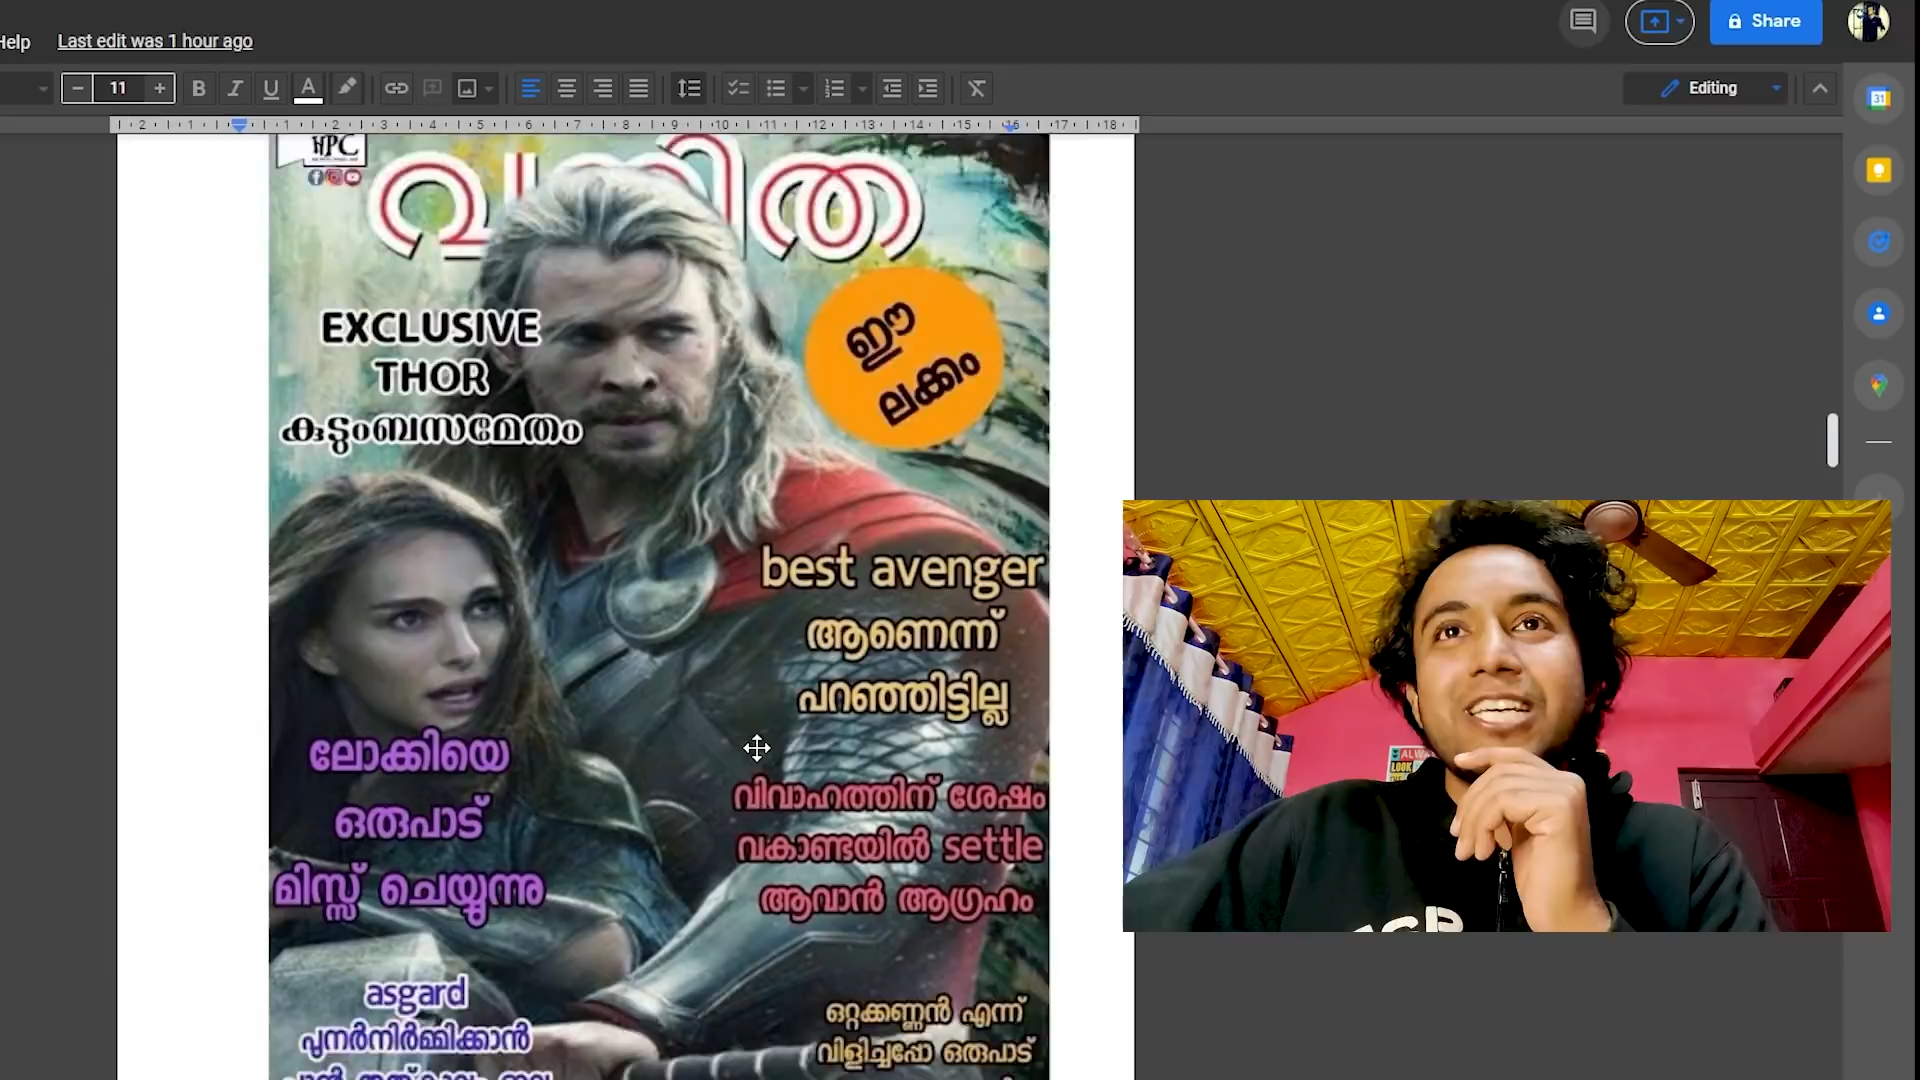 Help
Last edit was 1 hour ago
Share
11
Editing
HPC
വനിത
EXCLUSIVE
THOR
കുടുംബസമേതം
ഈ
ലക്കം
best avenger
ആണെന്ന്
പറഞ്ഞിട്ടില്ല
ലോക്കിയെ
ഒരുപാട്
മിസ്സ് ചെയ്യുന്നു
വിവാഹത്തിന് ശേഷം
വകാണ്ടയിൽ settle
ആവാൻ ആഗ്രഹം
asgard
പുനർനിർമ്മിക്കാൻ
ഒറ്റക്കണ്ണൻ എന്ന്
വിളിച്ചപ്പോ ഒരുപാട്
LOOK